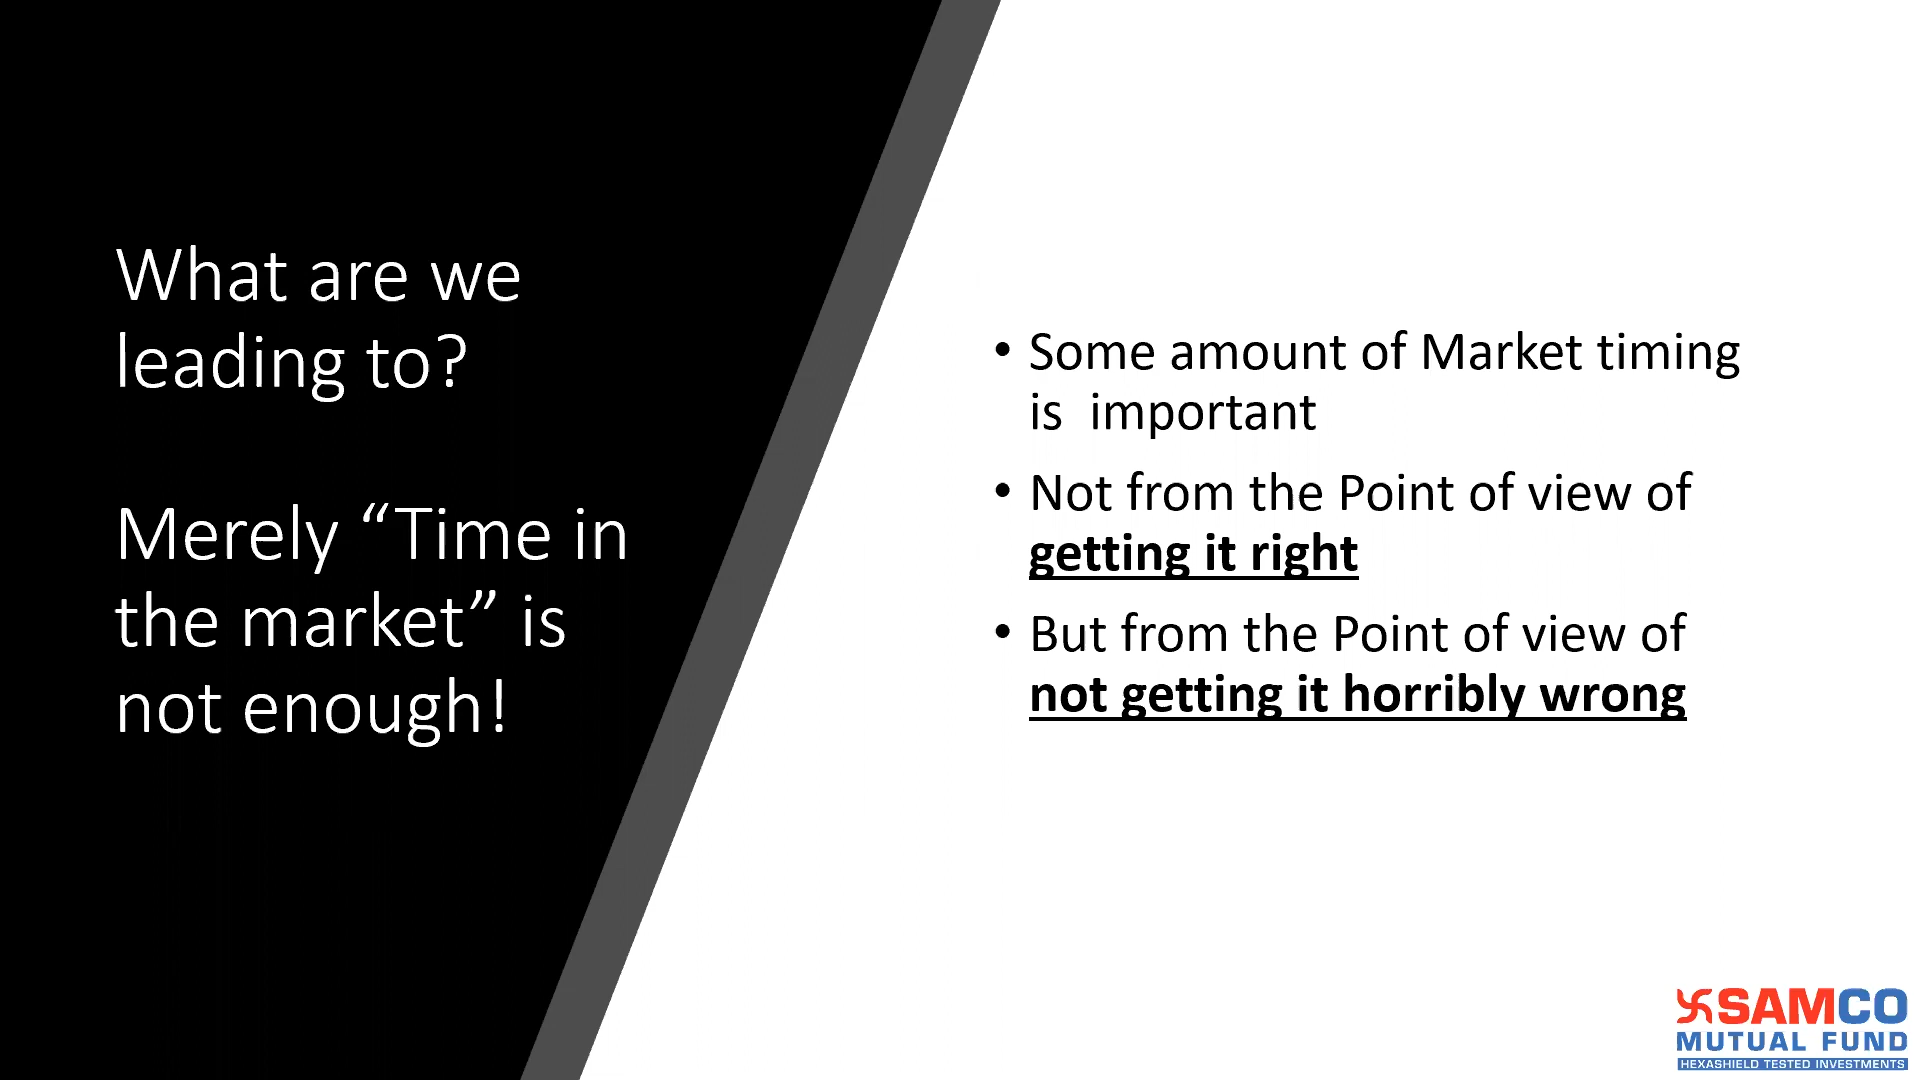 What are we
leading to?
Merely “Time in
the market” is
not enough!
• Some amount of Market timing
is  important
• Not from the Point of view of
getting it right
• But from the Point of view of
not getting it horribly wrong
SAMCO
MUTUAL FUND
HEXASHIELD TESTED INVESTMENTS